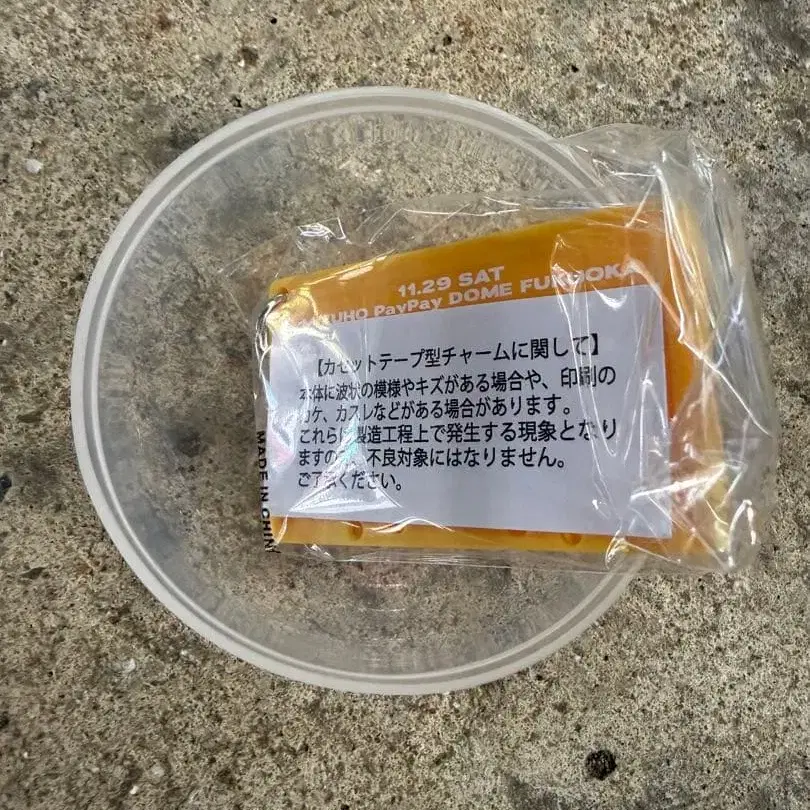 11.29 SAT
PayPay DOME FUKUOKA
【カセットテープ型チャームに関して】
本体に波状の模様やキズがある場合や、印刷の
カケ、カスレなどがある場合があります。
これらは製造工程上で発生する現象となり
ますので、不良対象にはなりません。
ご了承ください。
MADE IN CHINA